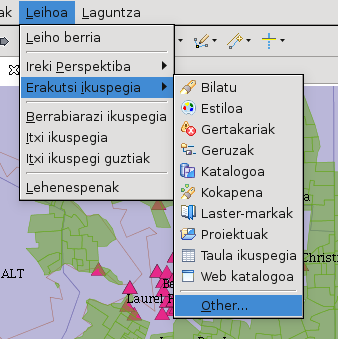 ak Leihoa Laguntza
Leiho berria
Ireki Perspektiba
Erakutsi ikuspegia
Berrabiarazi ikuspegia
Itxi ikuspegia
Itxi ikuspegi guztiak
Lehenespenak
Bilatu
Estiloa
Gertakariak
Geruzak
Katalogoa
Kokapena
Laster-markak
Proiektuak
Taula ikuspegia
Web katalogoa
Other...
ALT
Christ
Laurel